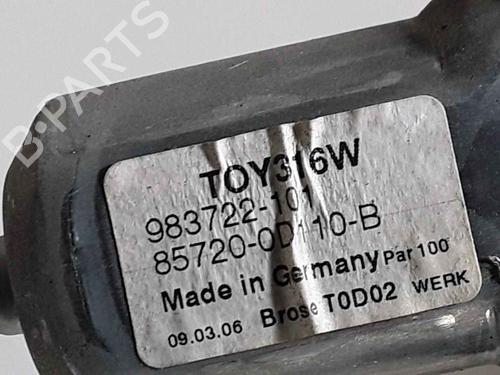 B-PARTS
TOY316W
983722-101
85720-0D110-B
Made in Germany Par 100
09.03.06 Brose T0D02 WERK